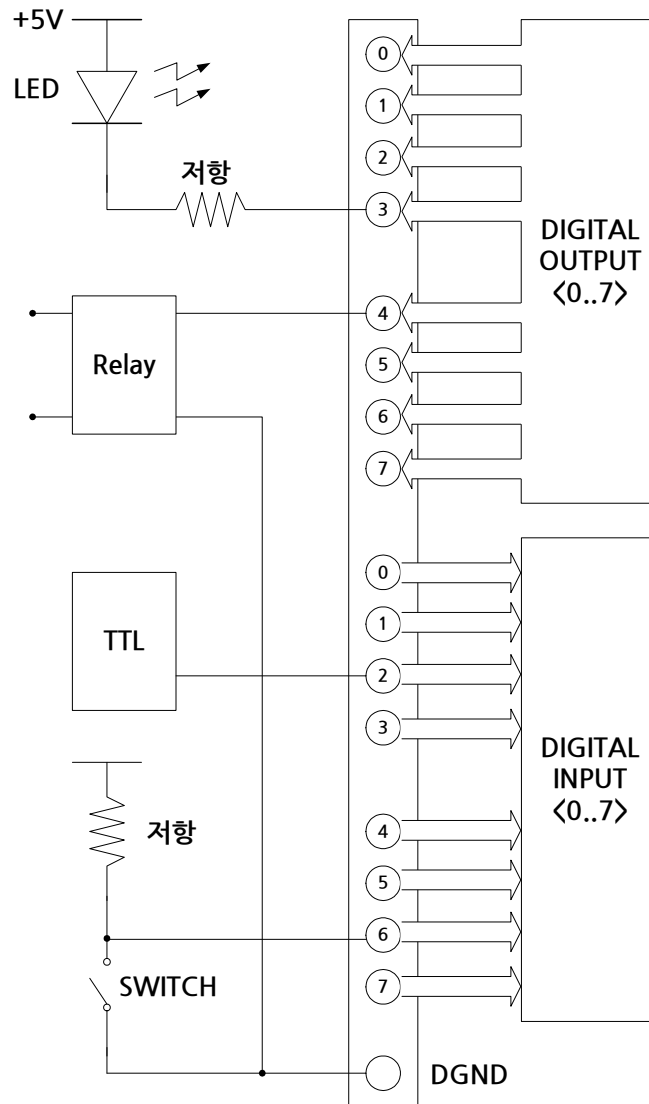 +5V
LED
저항
0
1
2
3
4
5
6
7
DIGITAL
OUTPUT
<0..7>
Relay
TTL
0
1
2
3
4
5
6
7
DIGITAL
INPUT
<0..7>
저항
SWITCH
DGND